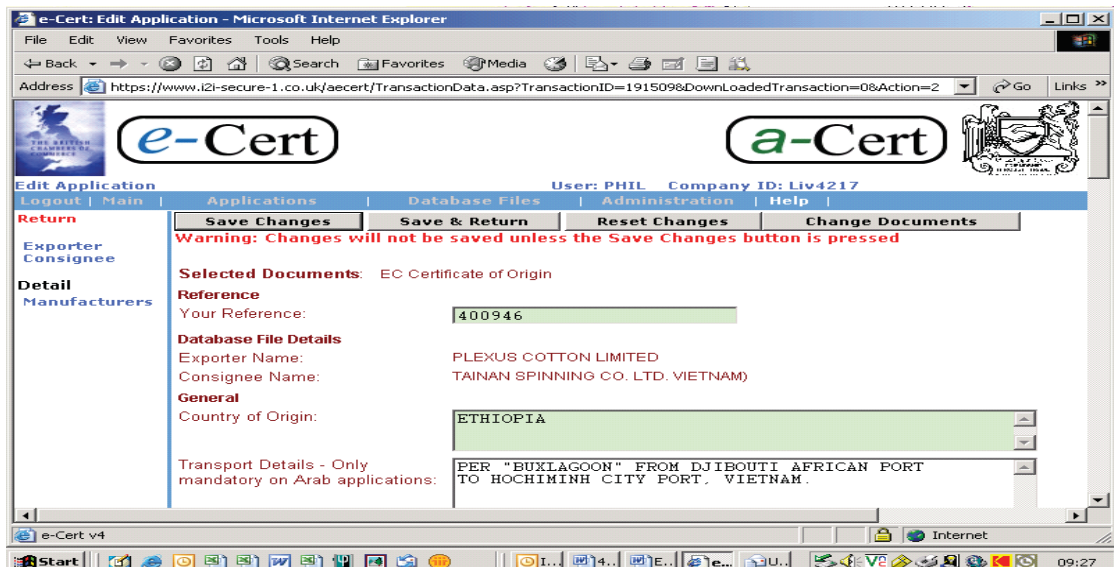 e-Cert: Edit Application - Microsoft Internet Explorer
File Edit View Favorites Tools Help
Back Search Favorites Media
Address https://www.i2i-secure-1.co.uk/aecert/TransactionData.asp?TransactionID=191509&DownLoadedTransaction=0&Action=2 Go Links »
THE BRITISH CHAMBERS OF COMMERCE
e-Cert a-Cert
Edit Application User: PHIL Company ID: Liv4217
Logout | Main | Applications | Database Files | Administration | Help |
Return Save Changes Save & Return Reset Changes Change Documents
Warning: Changes will not be saved unless the Save Changes button is pressed
Exporter
Consignee
Selected Documents: EC Certificate of Origin
Detail
Manufacturers
Reference
Your Reference: 400946
Database File Details
Exporter Name: PLEXUS COTTON LIMITED
Consignee Name: TAINAN SPINNING CO. LTD. VIETNAM)
General
Country of Origin: ETHIOPIA
Transport Details - Only
mandatory on Arab applications:
PER "BUXLAGOON" FROM DJIBOUTI AFRICAN PORT
TO HOCHIMINH CITY PORT, VIETNAM.
e-Cert v4 Internet
Start I... 4.. E.. e... U.. 09:27